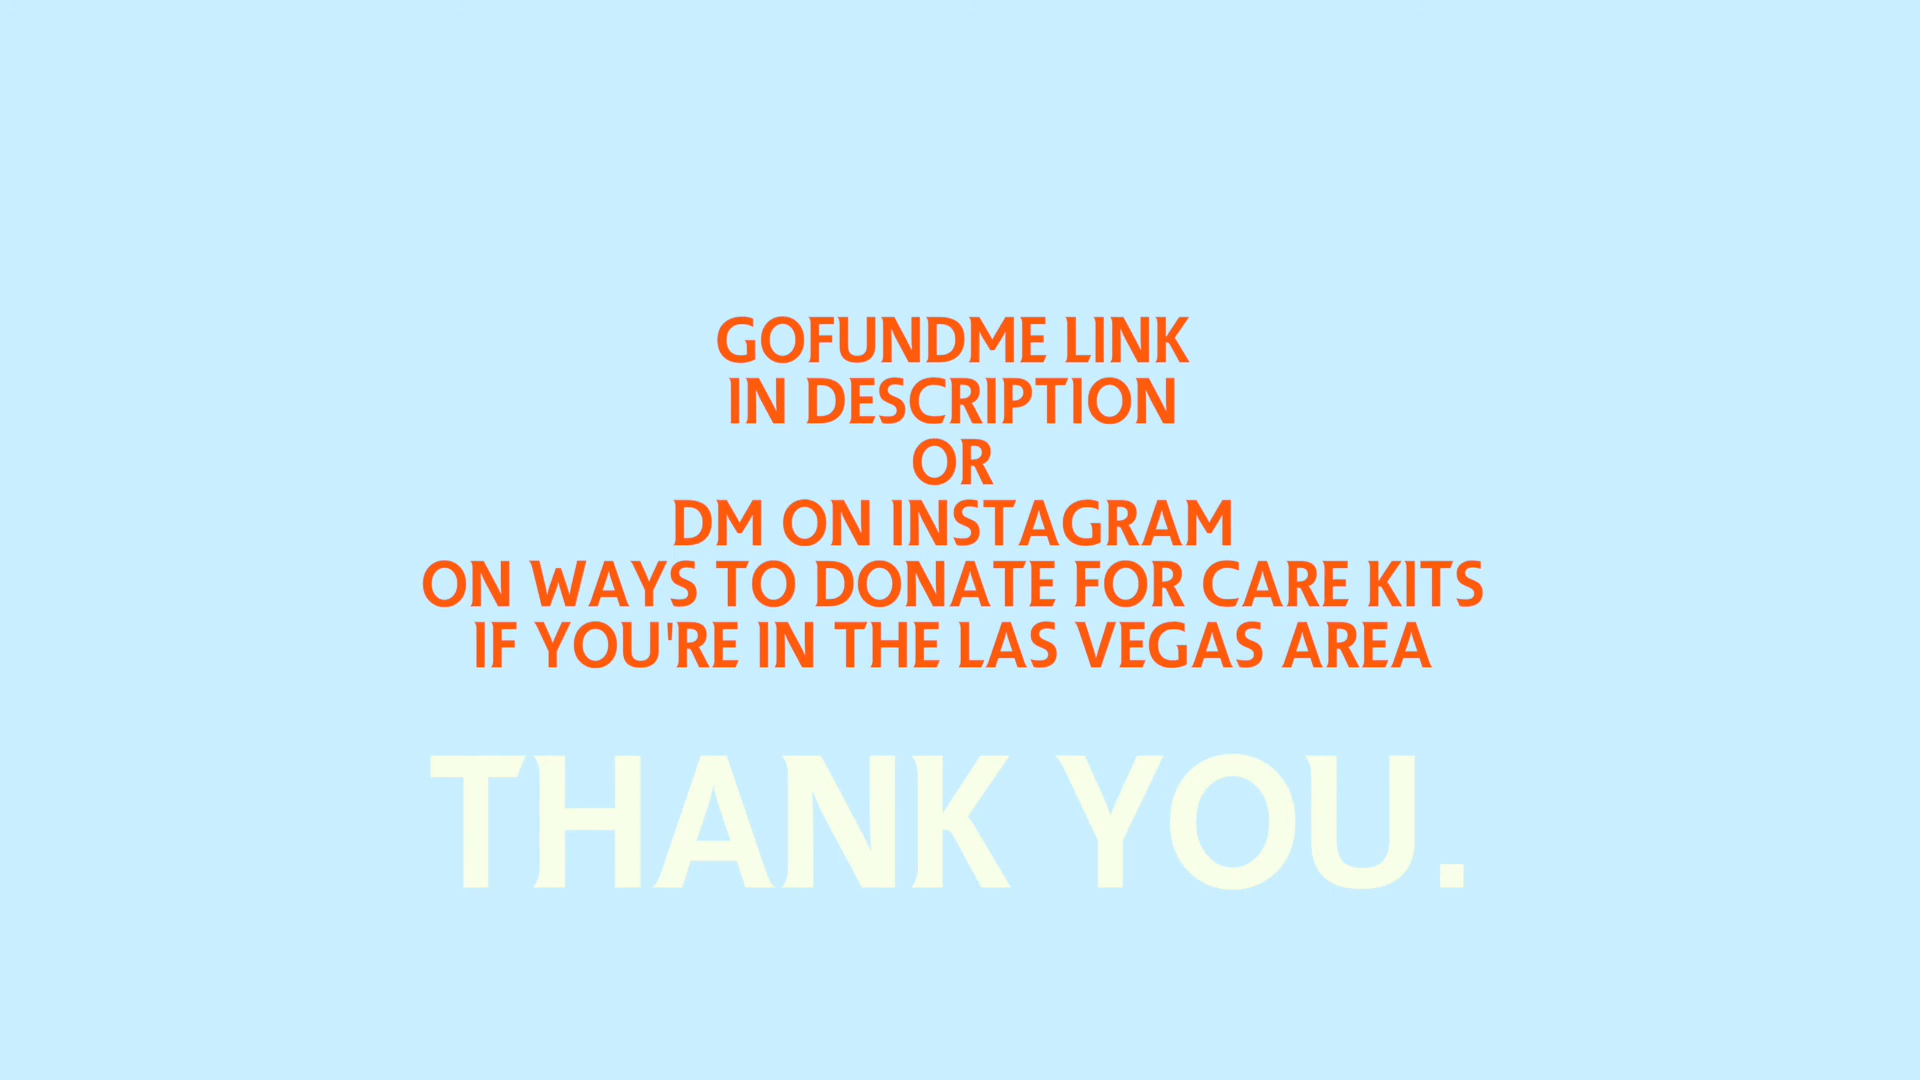 GOFUNDME LINK
IN DESCRIPTION
OR
DM ON INSTAGRAM
ON WAYS TO DONATE FOR CARE KITS
IF YOU'RE IN THE LAS VEGAS AREA
THANK YOU.